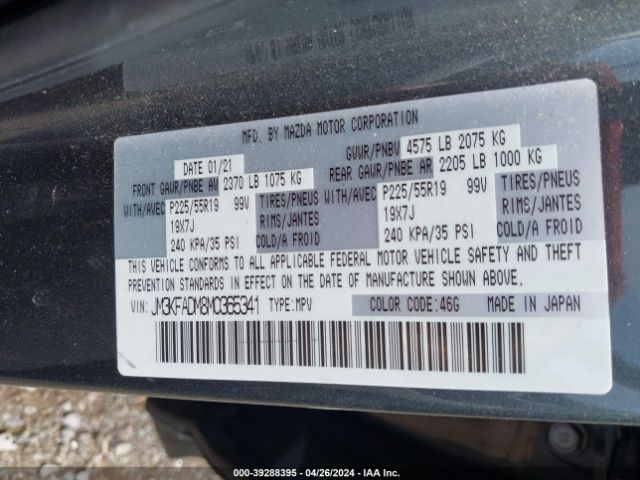 MFD. BY MAZDA MOTOR CORPORATION
DATE 01/21
GVWR/PNBV 4575 LB 2075 KG
FRONT GAWR/PNBE AV 2370 LB 1075 KG
REAR GAWR/PNBE AR 2205 LB 1000 KG
WITH/AVEC P225/55R19 99V TIRES/PNEUS
19X7J RIMS/JANTES
240 KPA/35 PSI COLD/A FROID
WITH/AVEC P225/55R19 99V TIRES/PNEUS
19X7J RIMS/JANTES
240 KPA/35 PSI COLD/A FROID
THIS VEHICLE CONFORMS TO ALL APPLICABLE FEDERAL MOTOR VEHICLE SAFETY AND THEFT
PREVENTION STANDARDS IN EFFECT ON THE DATE OF MANUFACTURE SHOWN ABOVE.
VIN: JM3KFADM8M0365341 TYPE:MPV COLOR CODE:46G MADE IN JAPAN
000-39288395 - 04/26/2024 - IAA Inc.